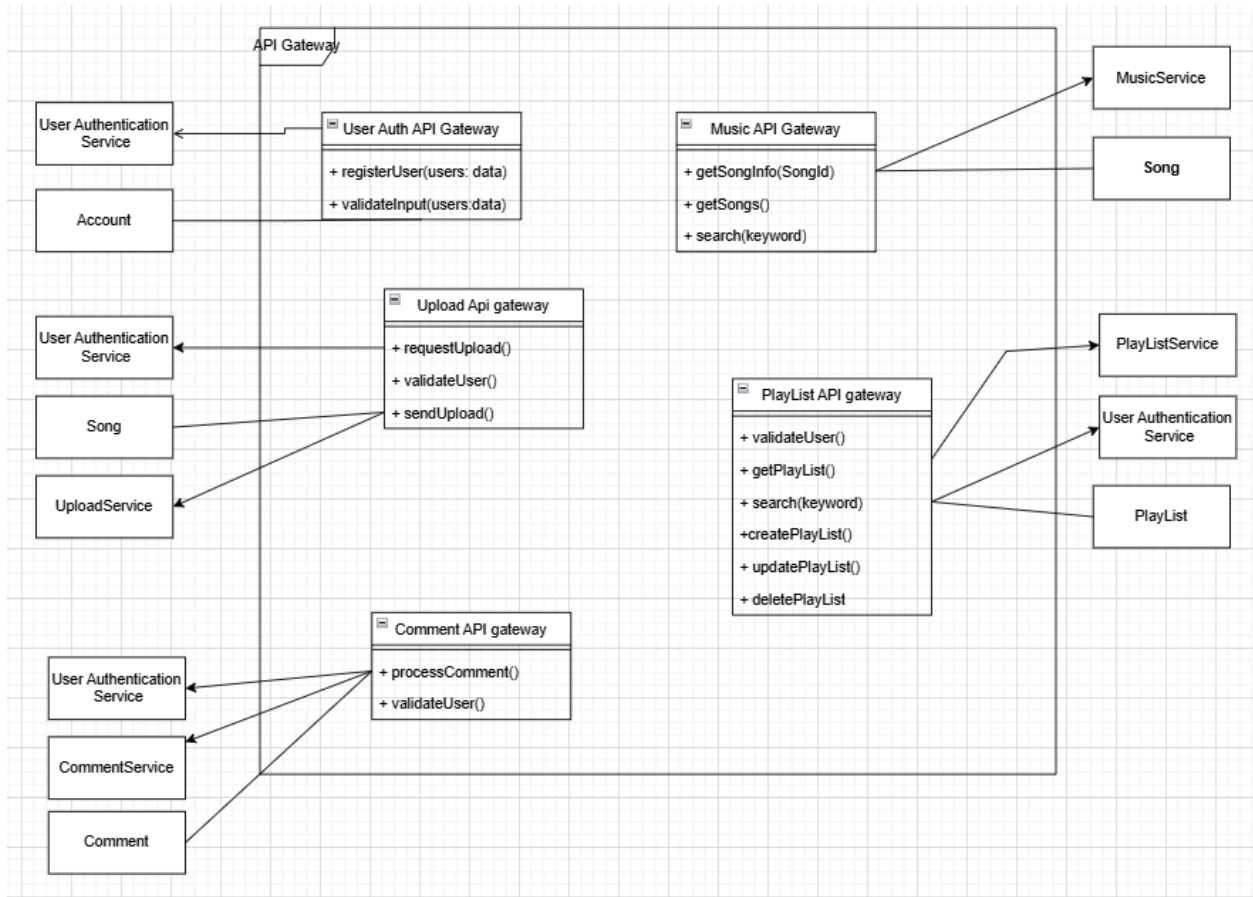 API Gateway
User Authentication
Service
Account
User Auth API Gateway
+ registerUser(users: data)
+ validateInput(users:data)
Music API Gateway
+ getSongInfo(SongId)
+ getSongs()
+ search(keyword)
MusicService
Song
User Authentication
Service
Song
UploadService
Upload Api gateway
+ requestUpload()
+ validateUser()
+ sendUpload()
PlayList API gateway
+ validateUser()
+ getPlayList()
+ search(keyword)
+createPlayList()
+ updatePlayList()
+ deletePlayList
PlayListService
User Authentication
Service
PlayList
Comment API gateway
+ processComment()
+ validateUser()
User Authentication
Service
CommentService
Comment